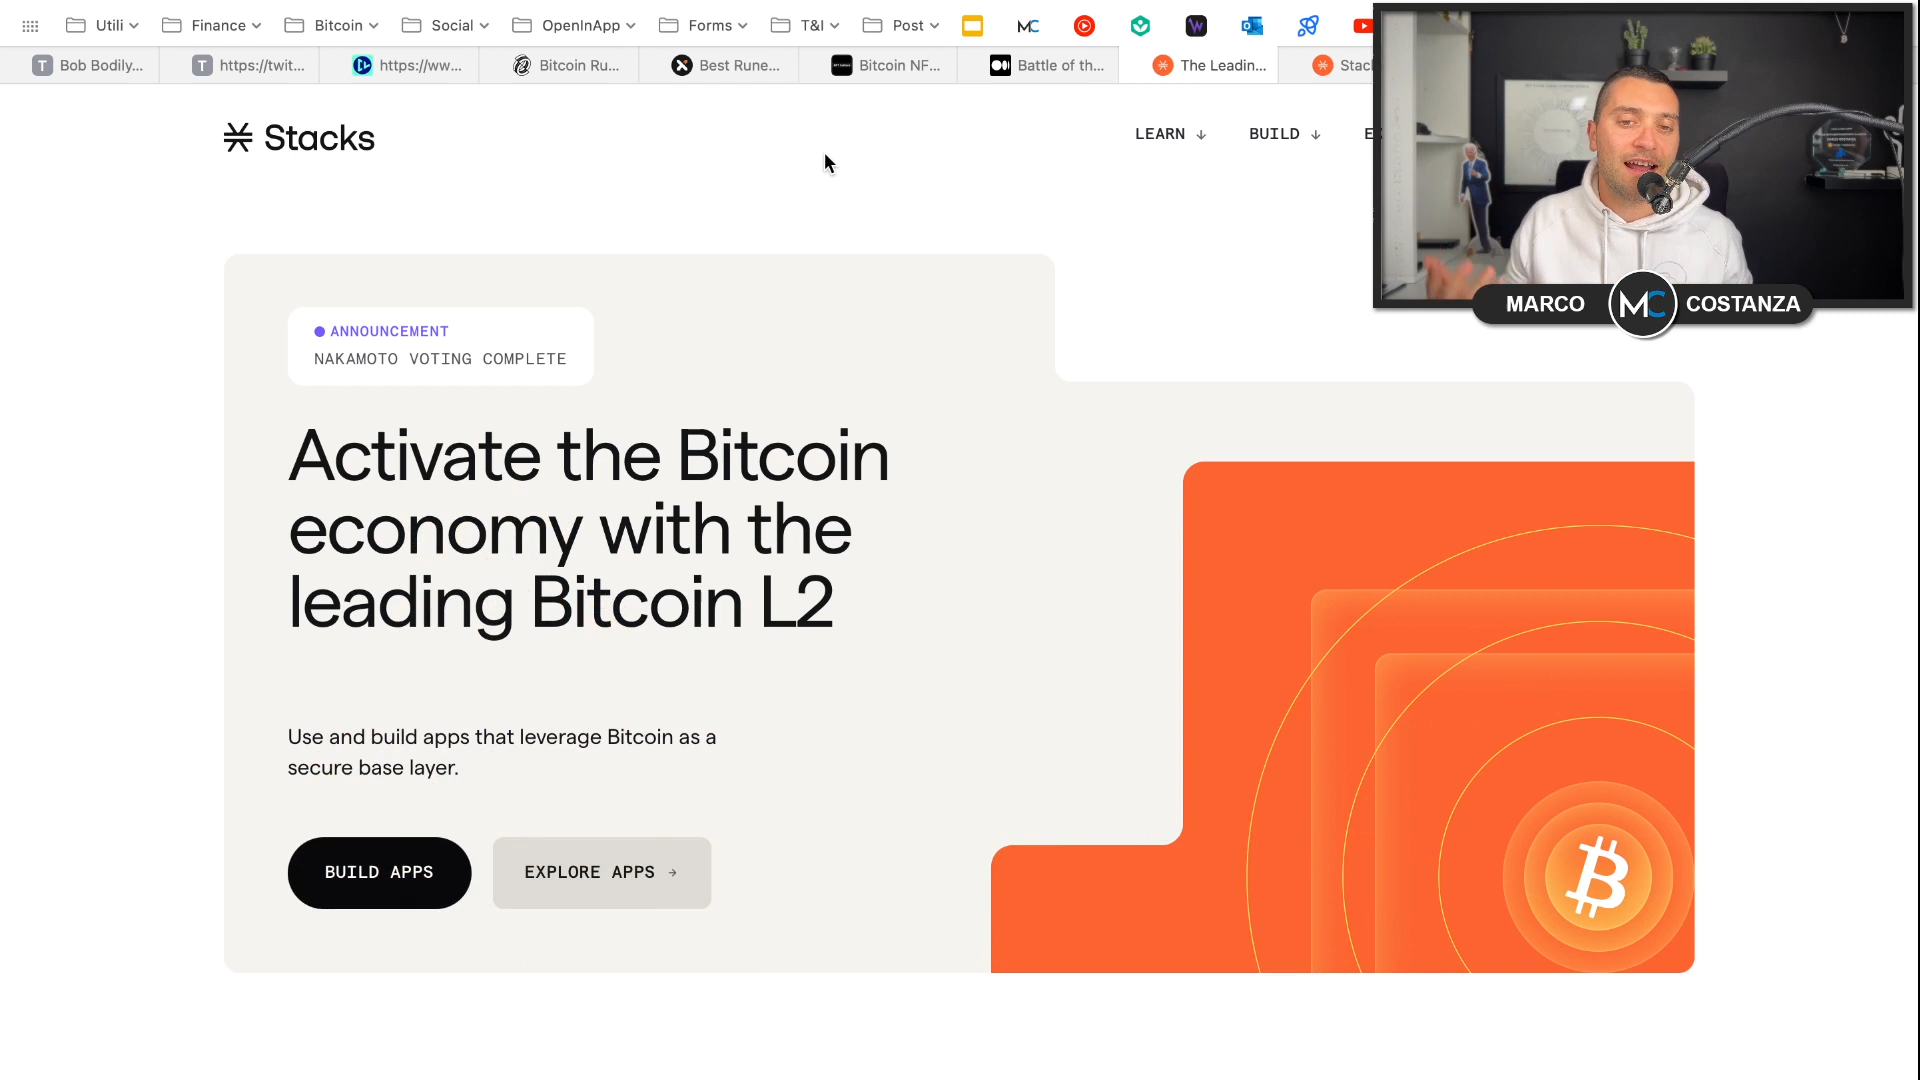 Utili
Finance
Bitcoin
Social
OpenInApp
Forms
T&I
Post
MC
Bob Bodily...
https://twit...
https://ww...
Bitcoin Ru...
Best Rune...
Bitcoin NF...
Battle of th...
The Leadin...
Stack
Stacks
LEARN ↓
BUILD ↓
MARCO MC COSTANZA
ANNOUNCEMENT
NAKAMOTO VOTING COMPLETE
Activate the Bitcoin
economy with the
leading Bitcoin L2
Use and build apps that leverage Bitcoin as a
secure base layer.
BUILD APPS
EXPLORE APPS →